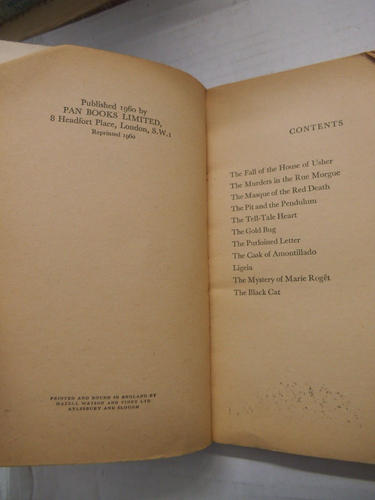 Published 1960 by
PAN BOOKS LIMITED,
8 Headfort Place, London, S.W.1
Reprinted 1960
PRINTED AND BOUND IN ENGLAND BY
HAZELL WATSON AND VINEY LTD
AYLESBURY AND SLOUGH
CONTENTS
The Fall of the House of Usher
The Murders in the Rue Morgue
The Masque of the Red Death
The Pit and the Pendulum
The Tell-Tale Heart
The Gold Bug
The Purloined Letter
The Cask of Amontillado
Ligeia
The Mystery of Marie Rogêt
The Black Cat